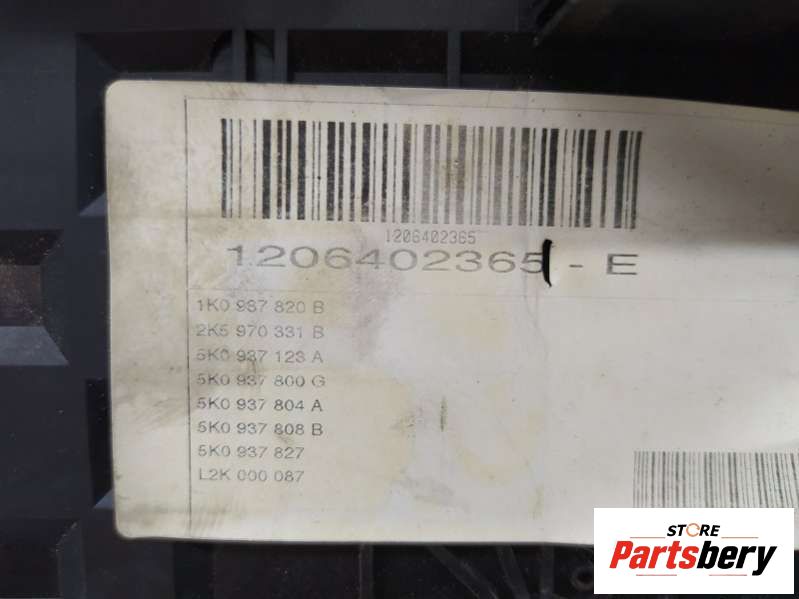 1206402365
1206402365 - E
1K0 937 820 B
2K5 970 331 B
5K0 937 123 A
5K0 937 800 G
5K0 937 804 A
5K0 937 808 B
5K0 937 827
L2K 000 087
STORE
Partsbery